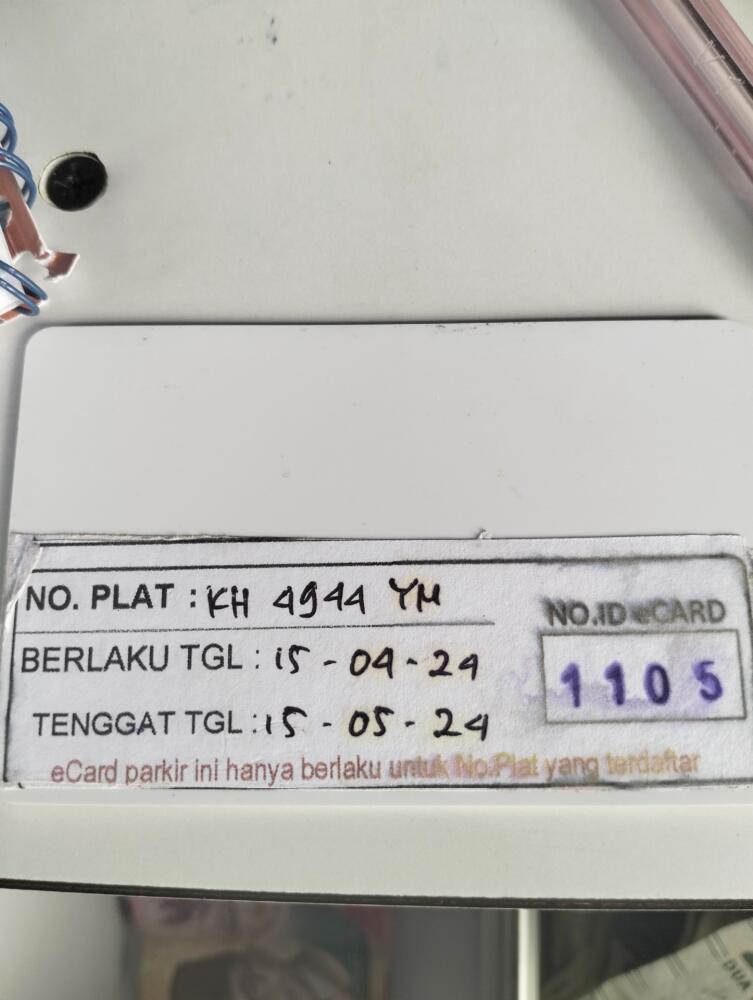 NO. PLAT : KH 4944 YM
NO.ID eCARD
BERLAKU TGL : 15 - 04 - 24
1105
TENGGAT TGL : 15 - 05 - 24
eCard parkir ini hanya berlaku untuk No.Plat yang terdaftar
DUA